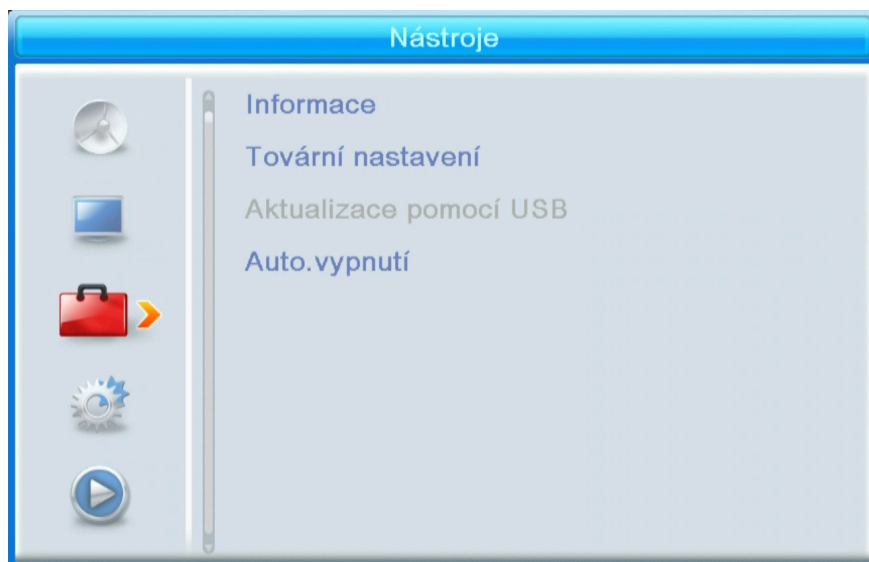 Nástroje
Informace
Tovární nastavení
Aktualizace pomocí USB
Auto.vypnutí